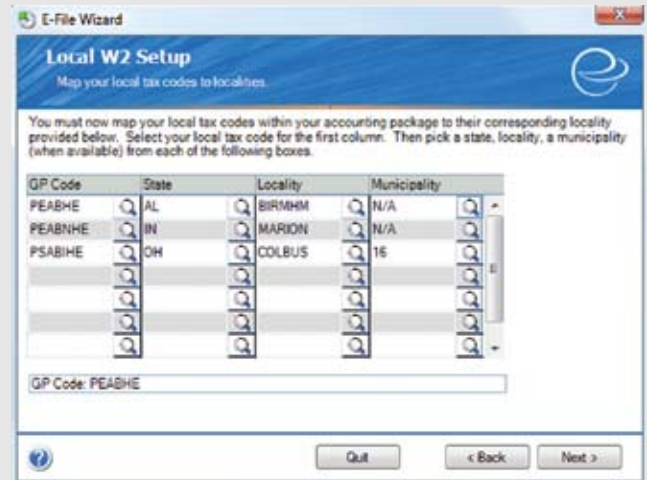 E-File Wizard
Local W2 Setup
Map your local tax codes to localities.
You must now map your local tax codes within your accounting package to their corresponding locality
provided below. Select your local tax code for the first column. Then pick a state, locality, a municipality
(when available) from each of the following boxes.
GP Code State Locality Municipality
PEABHE AL BIRMHM N/A
PEABNHE IN MARION N/A
PSABIHE OH COLBUS 16
GP Code: PEABHE
Quit < Back Next >